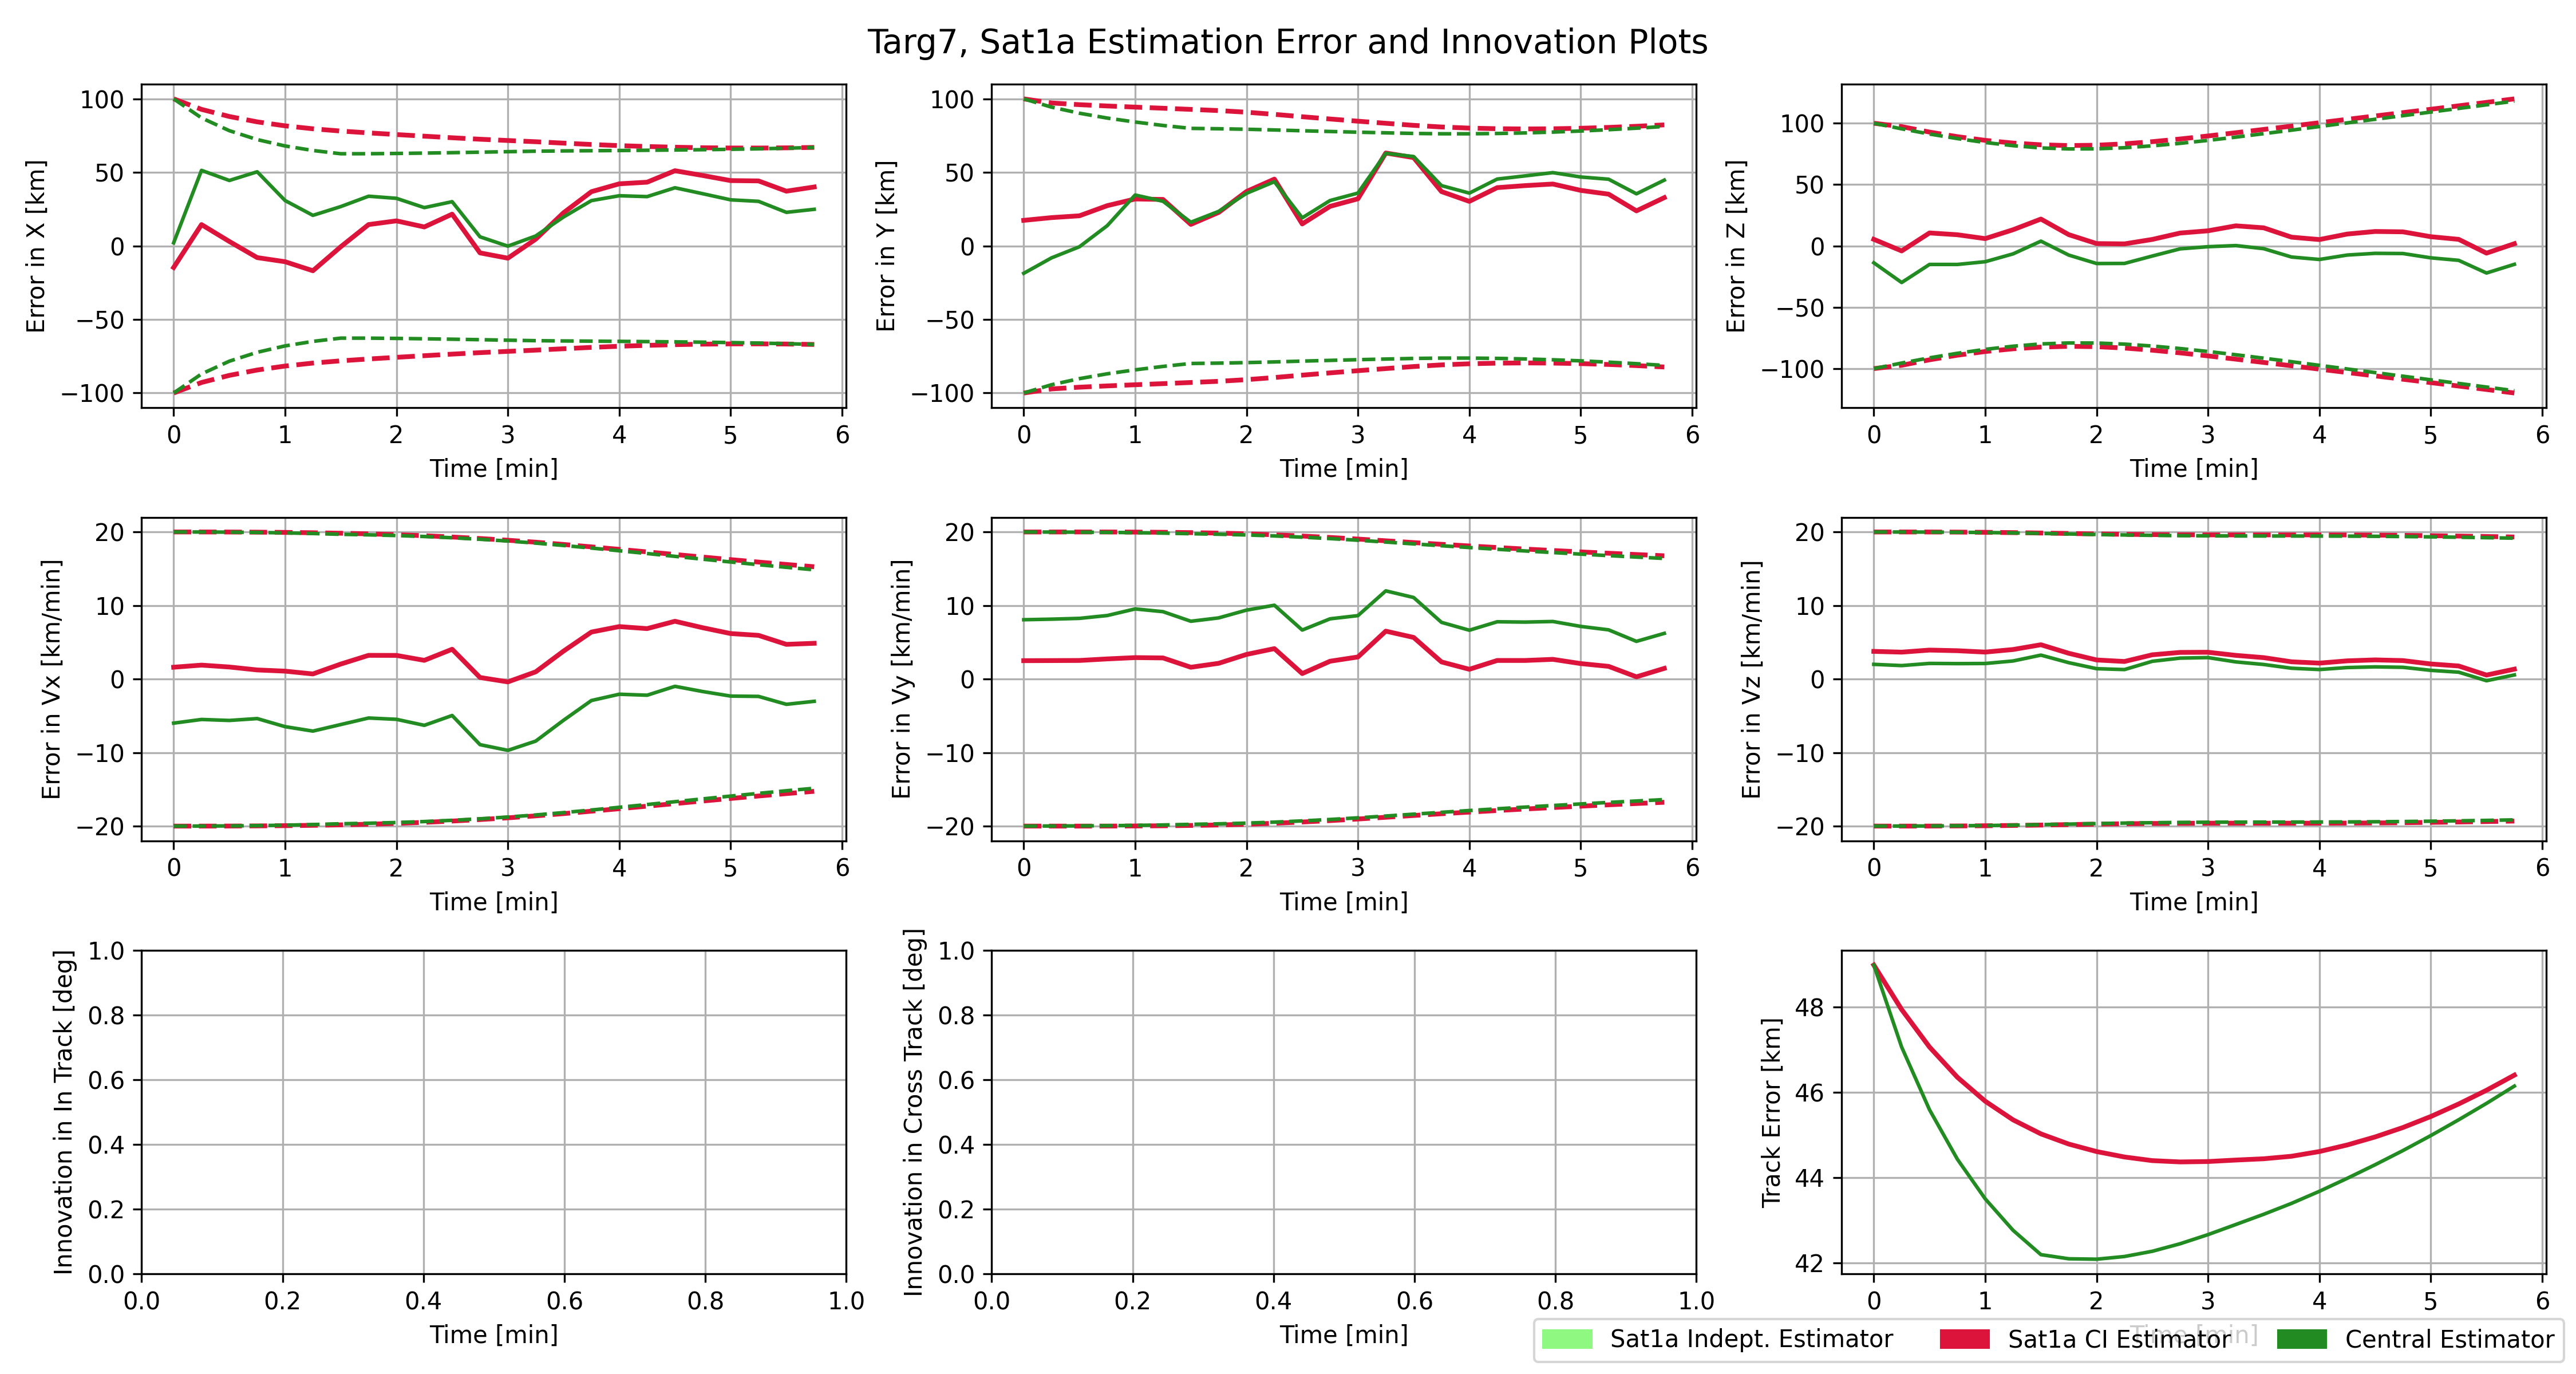 Targ7, Sat1a Estimation Error and Innovation Plots
Error in X [km]
100
50
0
−50
−100
0 1 2 3 4 5 6
Time [min]
Error in Y [km]
100
50
0
−50
−100
0 1 2 3 4 5 6
Time [min]
Error in Z [km]
100
50
0
−50
−100
0 1 2 3 4 5 6
Time [min]
Error in Vx [km/min]
20
10
0
−10
−20
0 1 2 3 4 5 6
Time [min]
Error in Vy [km/min]
20
10
0
−10
−20
0 1 2 3 4 5 6
Time [min]
Error in Vz [km/min]
20
10
0
−10
−20
0 1 2 3 4 5 6
Time [min]
Innovation in In Track [deg]
1.0
0.8
0.6
0.4
0.2
0.0
0.0 0.2 0.4 0.6 0.8 1.0
Time [min]
Innovation in Cross Track [deg]
1.0
0.8
0.6
0.4
0.2
0.0
0.0 0.2 0.4 0.6 0.8 1.0
Time [min]
Track Error [km]
48
46
44
42
0 1 2 3 4 5 6
Time [min]
Sat1a Indept. Estimator
Sat1a CI Estimator
Central Estimator